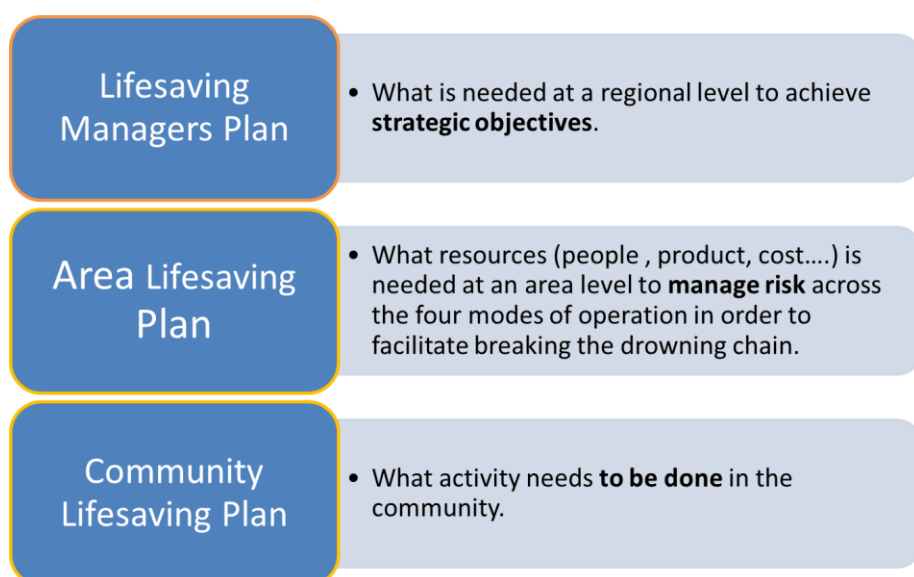 Lifesaving
Managers Plan
• What is needed at a regional level to achieve
strategic objectives.
Area Lifesaving
Plan
• What resources (people , product, cost....) is
needed at an area level to manage risk across
the four modes of operation in order to
facilitate breaking the drowning chain.
Community
Lifesaving Plan
• What activity needs to be done in the
community.